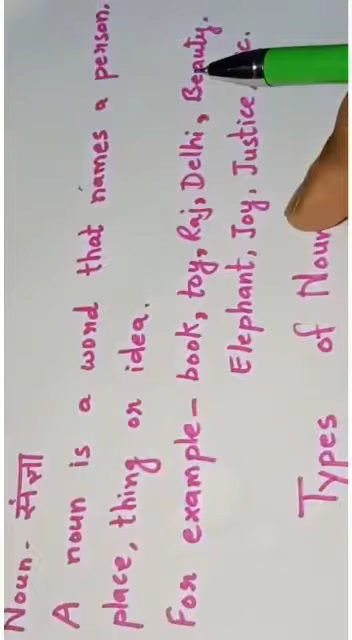 Noun - संज्ञा
A noun is a word that names a person,
place, thing or idea.
For example - book, toy, Raj, Delhi, Beauty,
Elephant, Joy, Justice
Types of Noun